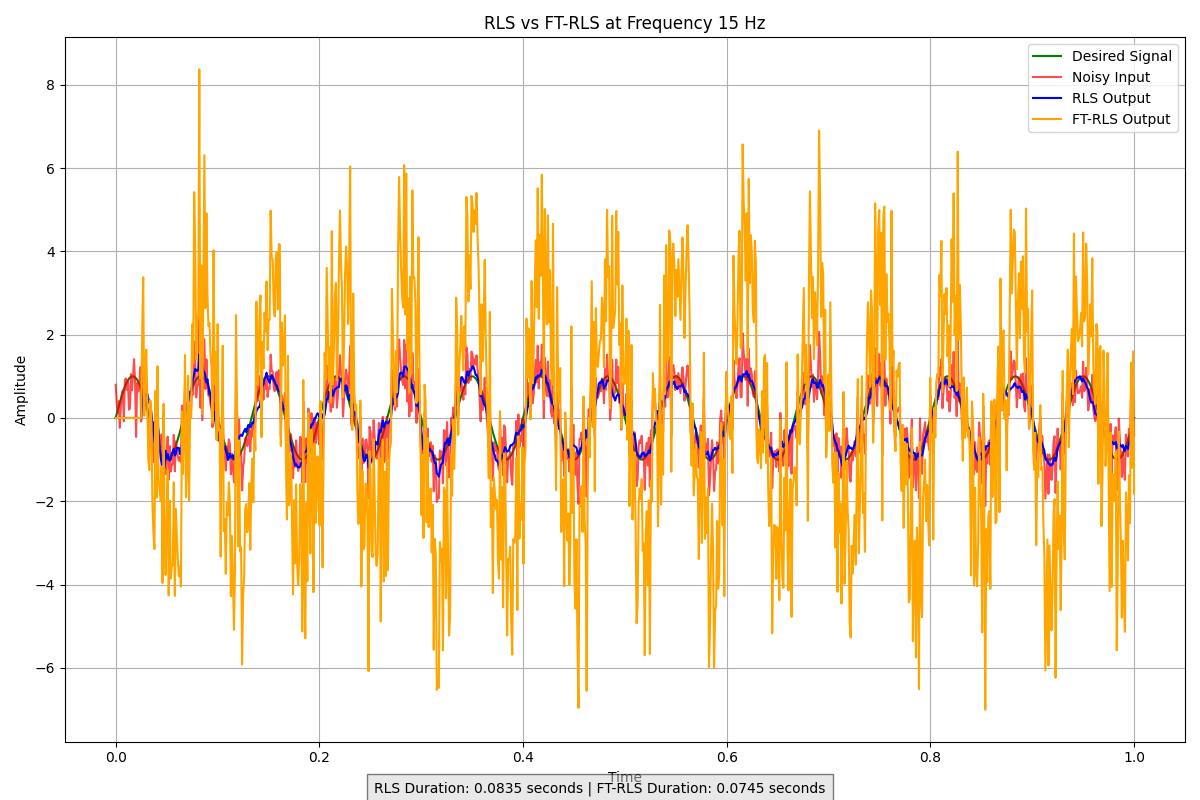 RLS vs FT-RLS at Frequency 15 Hz
Desired Signal
Noisy Input
RLS Output
FT-RLS Output
Amplitude
8
6
4
2
0
−2
−4
−6
0.0 0.2 0.4 0.6 0.8 1.0
Time
RLS Duration: 0.0835 seconds | FT-RLS Duration: 0.0745 seconds